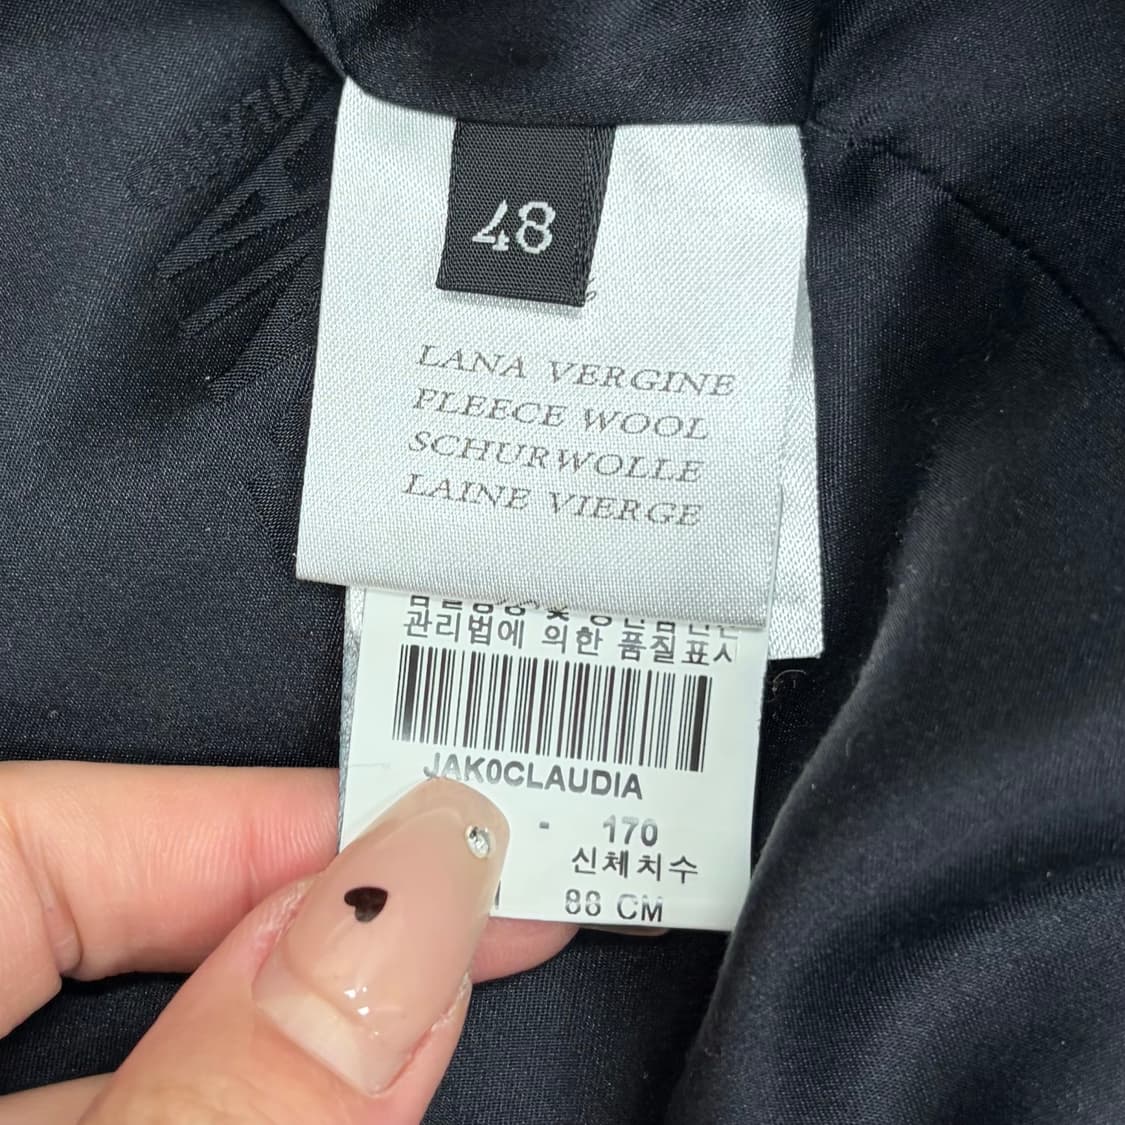 48
%
LANA VERGINE
FLEECE WOOL
SCHURWOLLE
LAINE VIERGE
관리법에 의한 품질표시
JAK0CLAUDIA
- 170
신체치수
88 CM